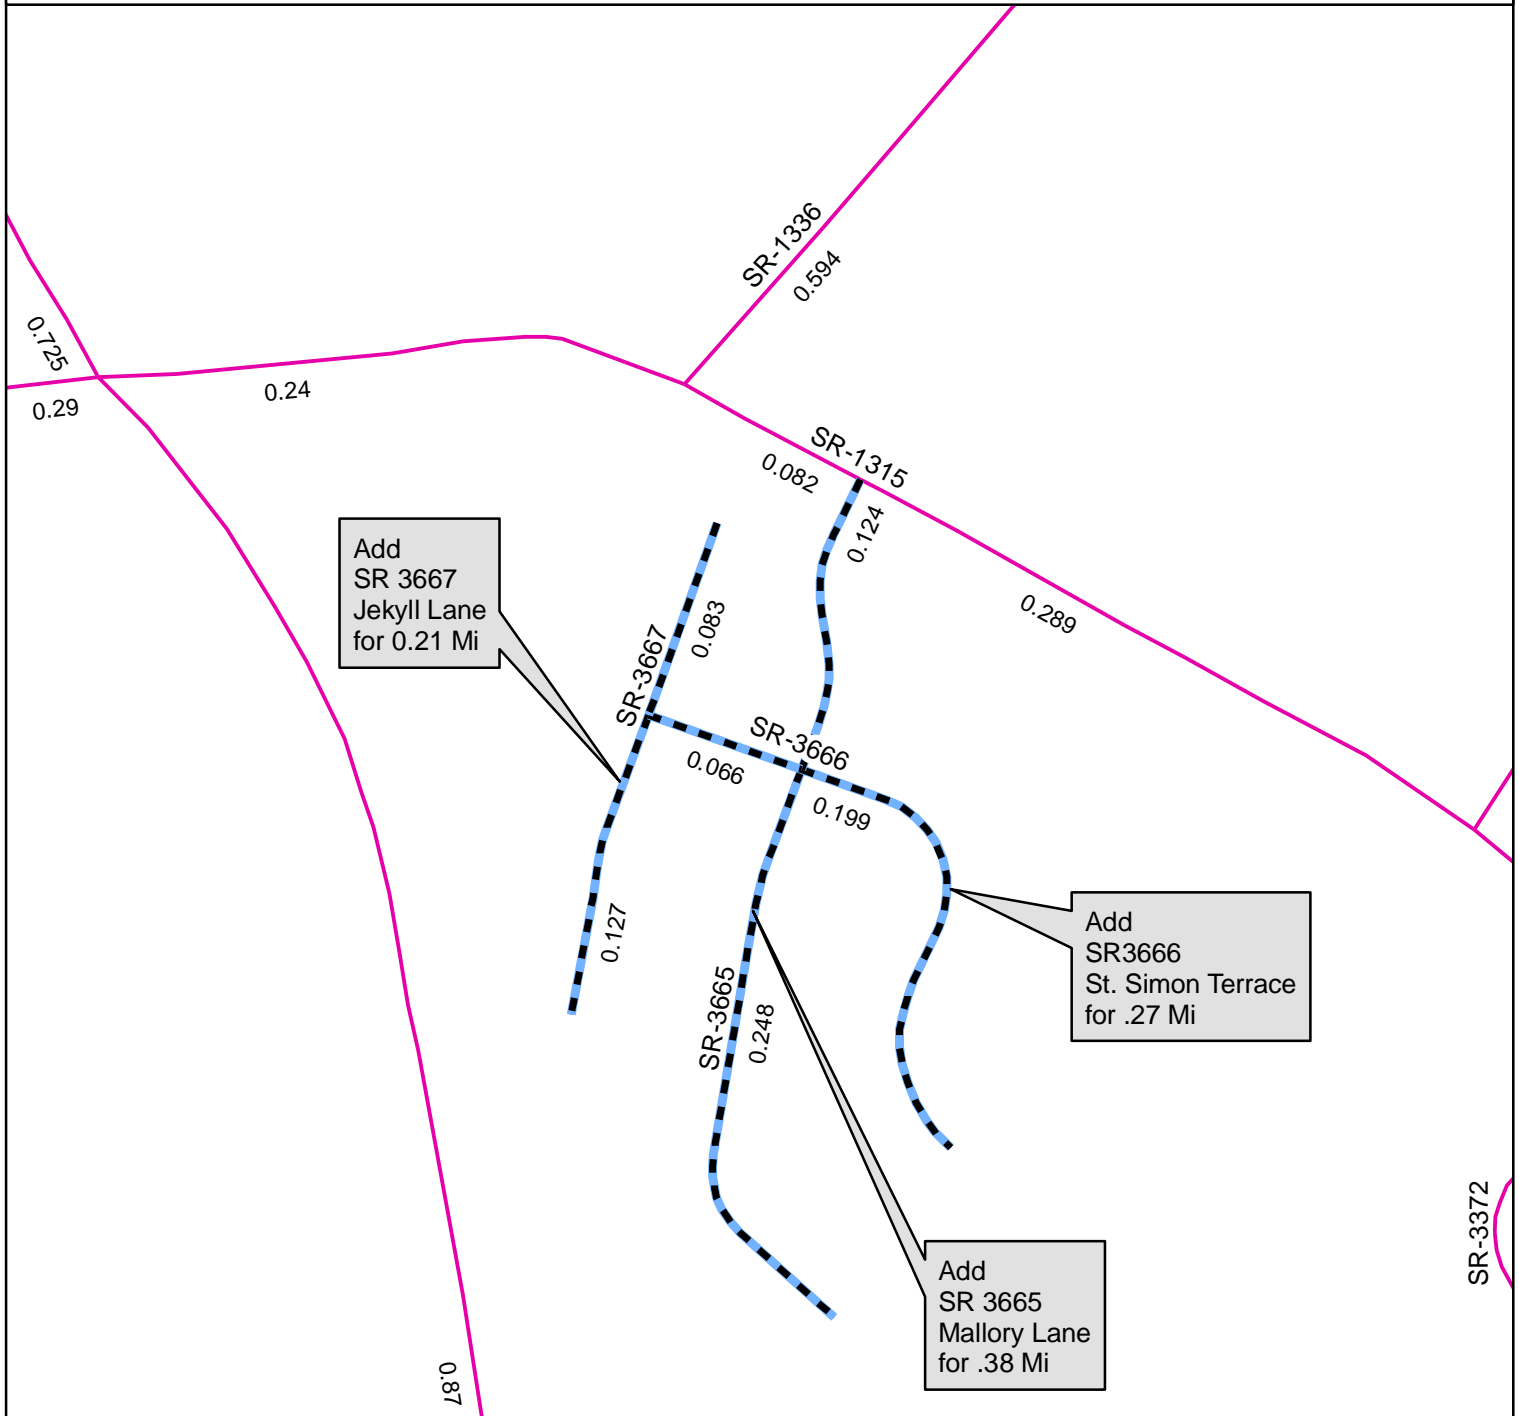 SR-1336
0.594
0.725
0.29
0.24
SR-1315
0.082
0.124
0.289
Add
SR 3667
Jekyll Lane
for 0.21 Mi
SR-3667
0.083
SR-3666
0.066
0.199
0.127
Add
SR3666
St. Simon Terrace
for .27 Mi
SR-3665
0.248
SR-3372
Add
SR 3665
Mallory Lane
for .38 Mi
0.87